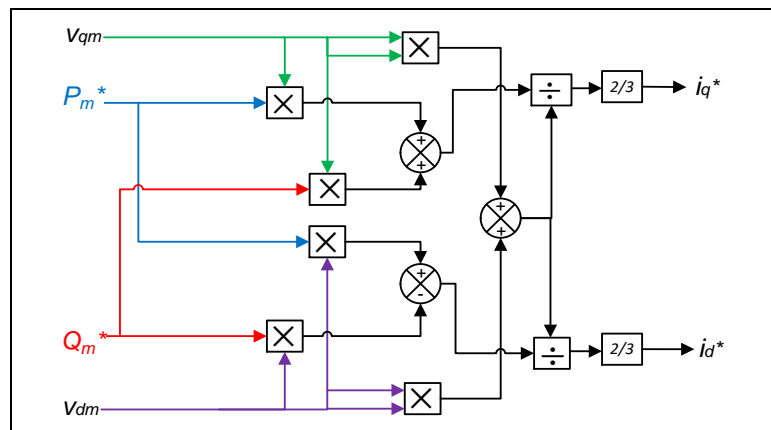 Vqm
×
÷
2/3
iq*
Pm*
×
+
+
×
+
+
×
+
-
Qm*
×
÷
2/3
id*
Vdm
×